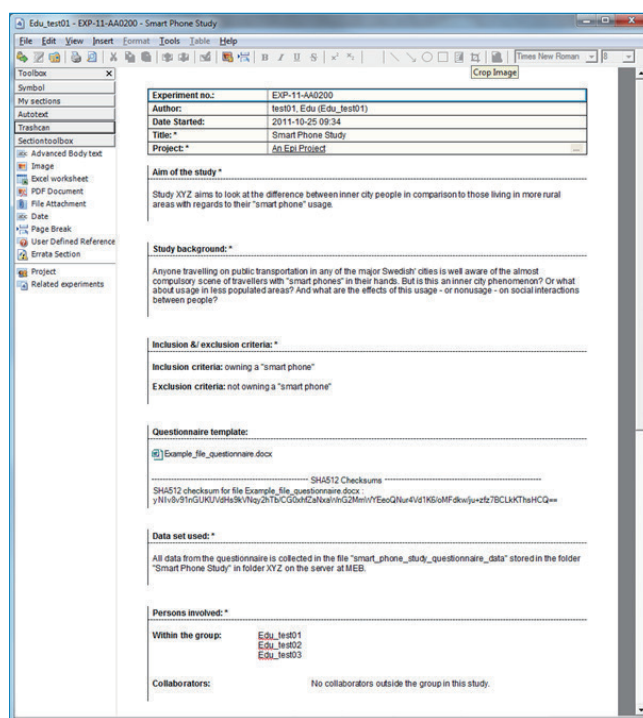 Edu_test01 - EXP-11-AA0200 - Smart Phone Study
File Edit View Insert Format Tools Table Help
B I U S x² x₂ Times New Roman 8
Crop Image
Toolbox X
Symbol
My sections
Autotext
Trashcan
Sectiontoolbox
Advanced Body text
Image
Excel worksheet
PDF Document
File Attachment
Date
Page Break
User Defined Reference
Errata Section
Project
Related experiments
Experiment no.: EXP-11-AA0200
Author: test01, Edu (Edu_test01)
Date Started: 2011-10-25 09:34
Title: * Smart Phone Study
Project: * An Epi Project ...
Aim of the study *
Study XYZ aims to look at the difference between inner city people in comparison to those living in more rural
areas with regards to their "smart phone" usage.
Study background: *
Anyone travelling on public transportation in any of the major Swedish' cities is well aware of the almost
compulsory scene of travellers with "smart phones" in their hands. But is this an inner city phenomenon? Or what
about usage in less populated areas? And what are the effects of this usage - or nonusage - on social interactions
between people?
Inclusion &/ exclusion criteria: *
Inclusion criteria: owning a "smart phone"
Exclusion criteria: not owning a "smart phone"
Questionnaire template:
Example_file_questionnaire.docx
SHA512 Checksums
SHA512 checksum for file Example_file_questionnaire.docx :
Data set used: *
All data from the questionnaire is collected in the file "smart_phone_study_questionnaire_data" stored in the folder
"Smart Phone Study" in folder XYZ on the server at MEB.
Persons involved: *
Within the group: Edu_test01
Edu_test02
Edu_test03
Collaborators: No collaborators outside the group in this study.